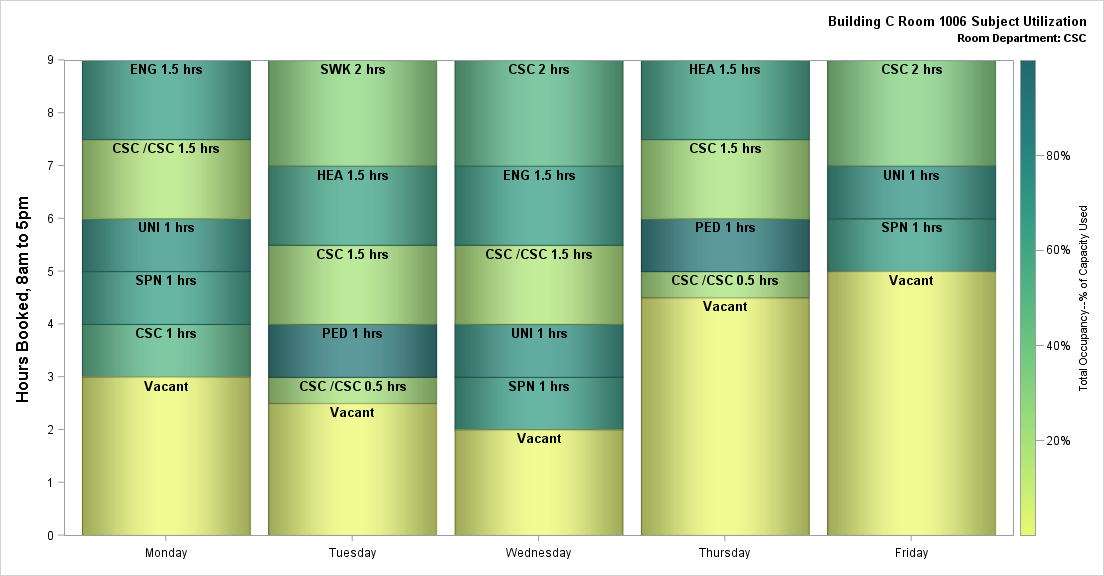 Building C Room 1006 Subject Utilization
Room Department: CSC
Hours Booked, 8am to 5pm
9
8
7
6
5
4
3
2
1
0
ENG 1.5 hrs
CSC /CSC 1.5 hrs
UNI 1 hrs
SPN 1 hrs
CSC 1 hrs
Vacant
Monday
SWK 2 hrs
HEA 1.5 hrs
CSC 1.5 hrs
PED 1 hrs
CSC /CSC 0.5 hrs
Vacant
Tuesday
CSC 2 hrs
ENG 1.5 hrs
CSC /CSC 1.5 hrs
UNI 1 hrs
SPN 1 hrs
Vacant
Wednesday
HEA 1.5 hrs
CSC 1.5 hrs
PED 1 hrs
CSC /CSC 0.5 hrs
Vacant
Thursday
CSC 2 hrs
UNI 1 hrs
SPN 1 hrs
Vacant
Friday
80%
60%
40%
20%
Total Occupancy--% of Capacity Used